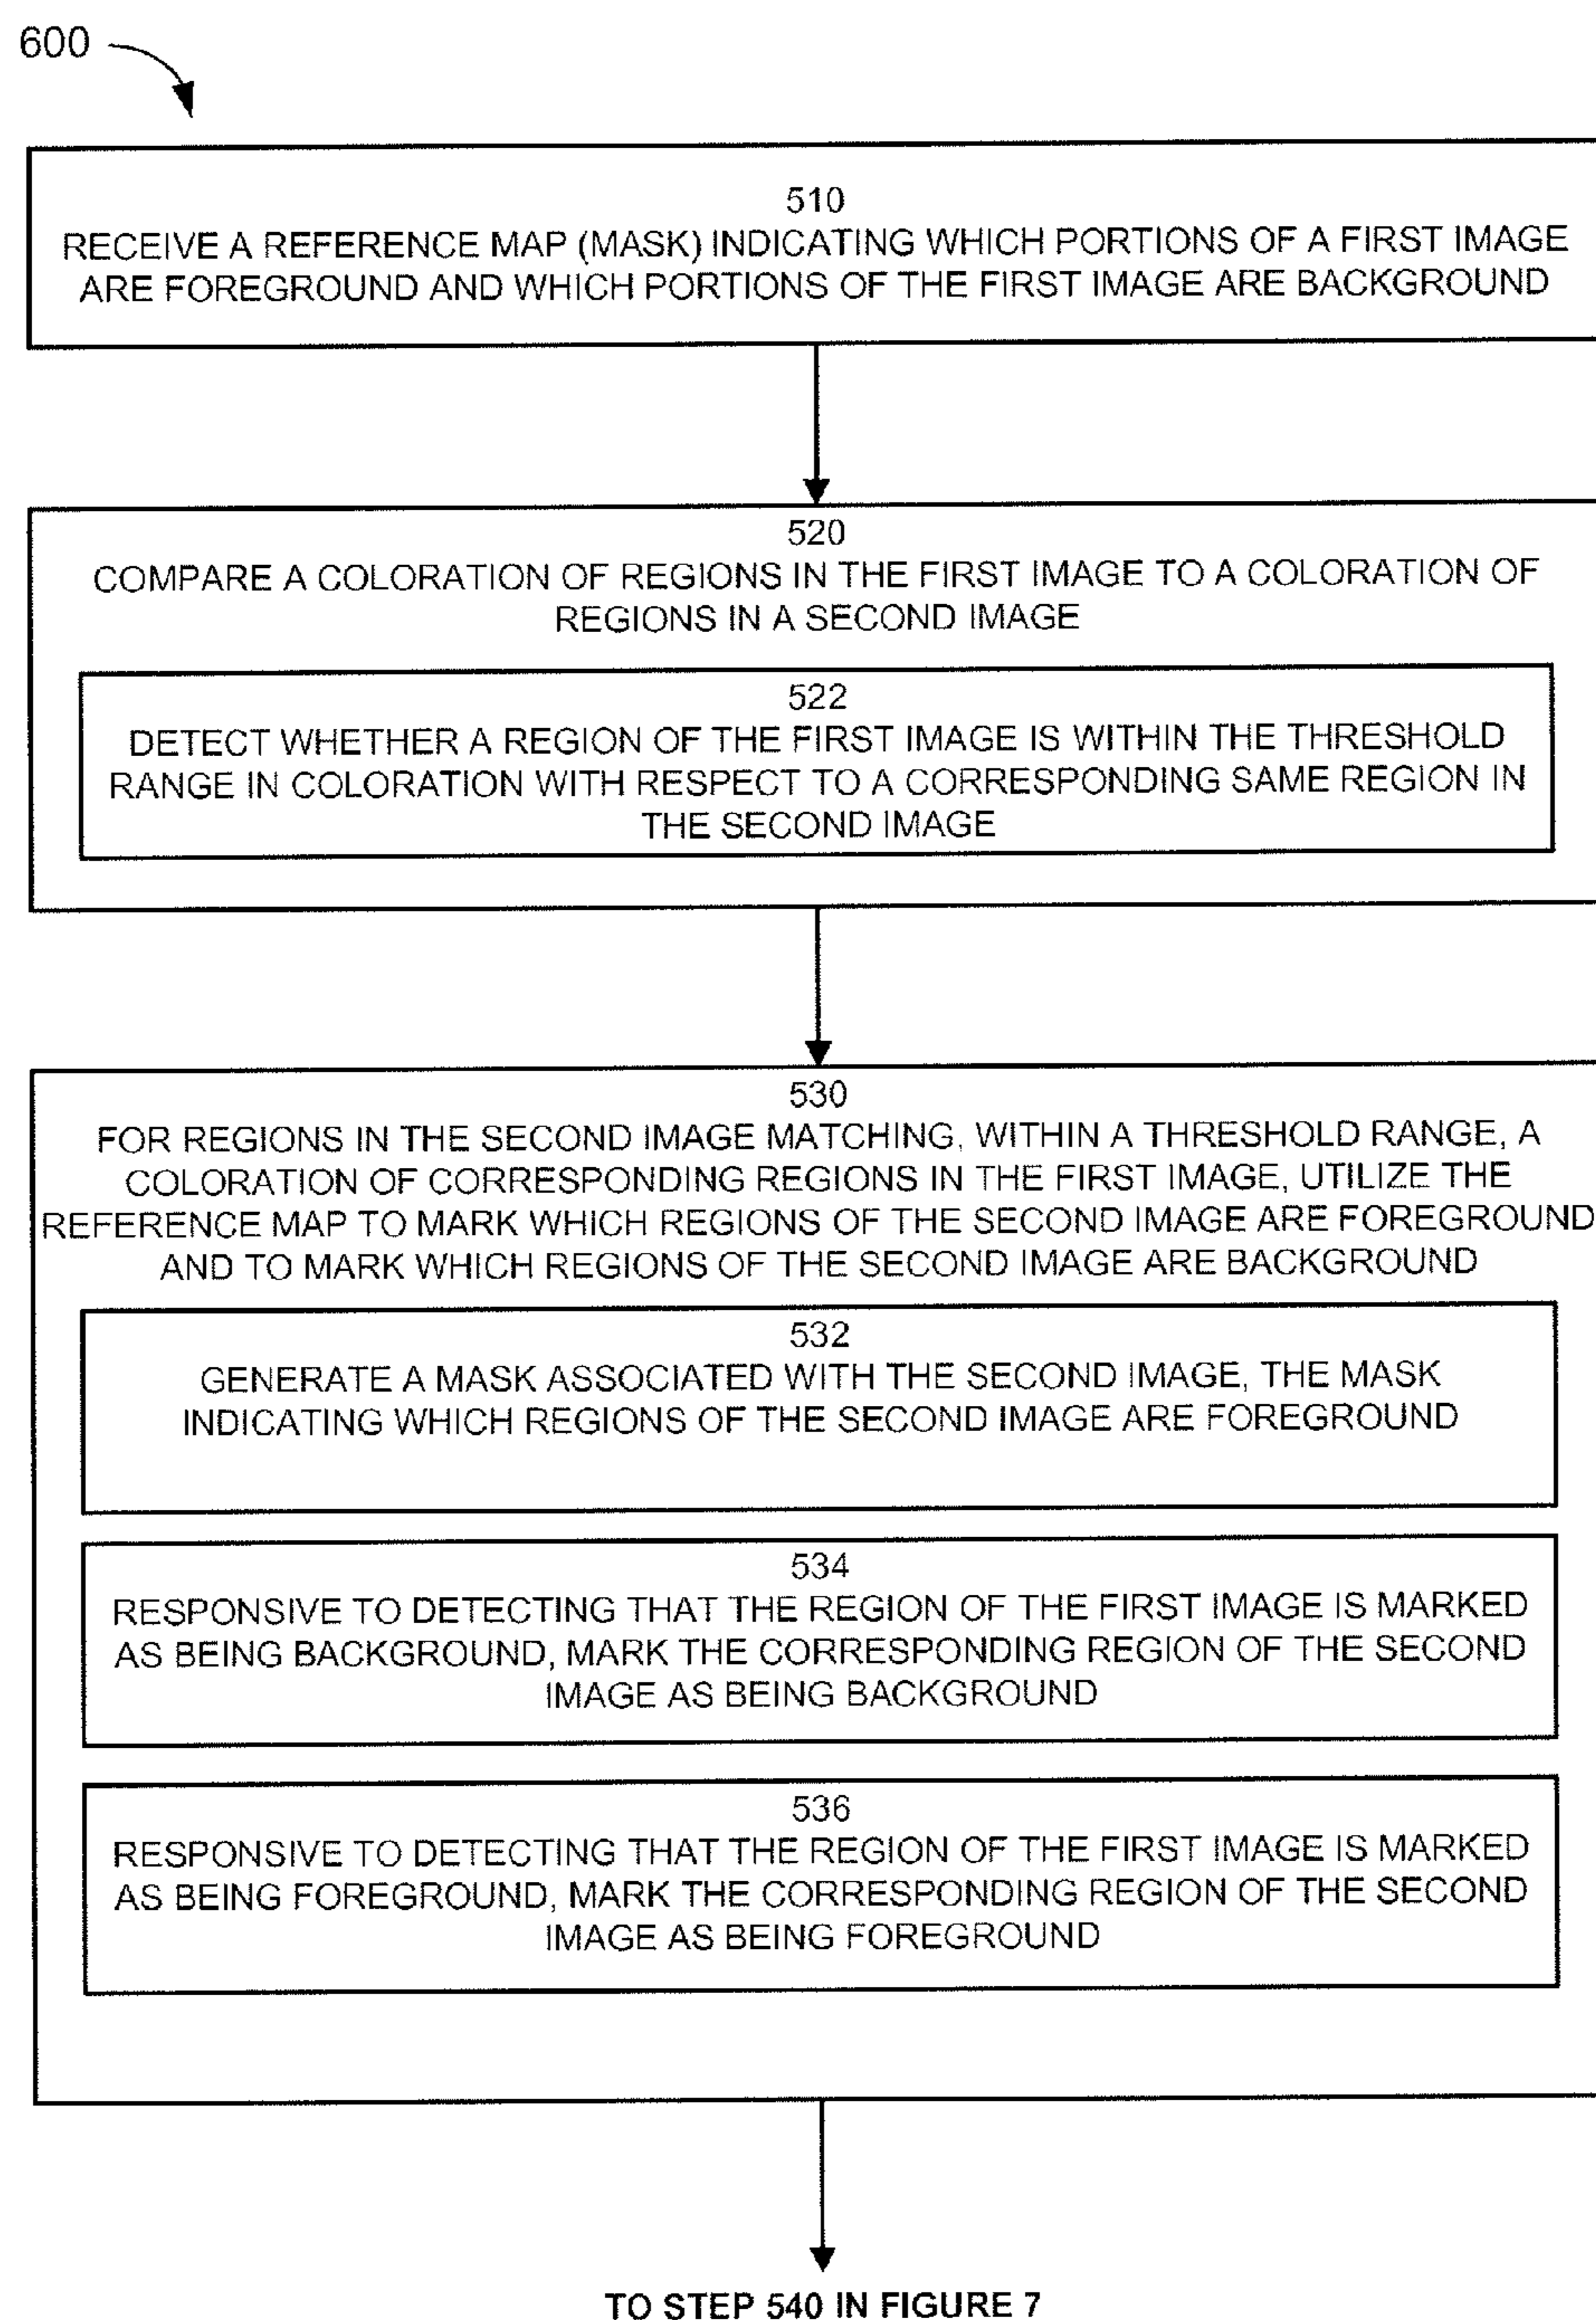 600
510
RECEIVE A REFERENCE MAP (MASK) INDICATING WHICH PORTIONS OF A FIRST IMAGE
ARE FOREGROUND AND WHICH PORTIONS OF THE FIRST IMAGE ARE BACKGROUND
520
COMPARE A COLORATION OF REGIONS IN THE FIRST IMAGE TO A COLORATION OF
REGIONS IN A SECOND IMAGE
522
DETECT WHETHER A REGION OF THE FIRST IMAGE IS WITHIN THE THRESHOLD
RANGE IN COLORATION WITH RESPECT TO A CORRESPONDING SAME REGION IN
THE SECOND IMAGE
530
FOR REGIONS IN THE SECOND IMAGE MATCHING, WITHIN A THRESHOLD RANGE, A
COLORATION OF CORRESPONDING REGIONS IN THE FIRST IMAGE, UTILIZE THE
REFERENCE MAP TO MARK WHICH REGIONS OF THE SECOND IMAGE ARE FOREGROUND
AND TO MARK WHICH REGIONS OF THE SECOND IMAGE ARE BACKGROUND
532
GENERATE A MASK ASSOCIATED WITH THE SECOND IMAGE, THE MASK
INDICATING WHICH REGIONS OF THE SECOND IMAGE ARE FOREGROUND
534
RESPONSIVE TO DETECTING THAT THE REGION OF THE FIRST IMAGE IS MARKED
AS BEING BACKGROUND, MARK THE CORRESPONDING REGION OF THE SECOND
IMAGE AS BEING BACKGROUND
536
RESPONSIVE TO DETECTING THAT THE REGION OF THE FIRST IMAGE IS MARKED
AS BEING FOREGROUND, MARK THE CORRESPONDING REGION OF THE SECOND
IMAGE AS BEING FOREGROUND
TO STEP 540 IN FIGURE 7